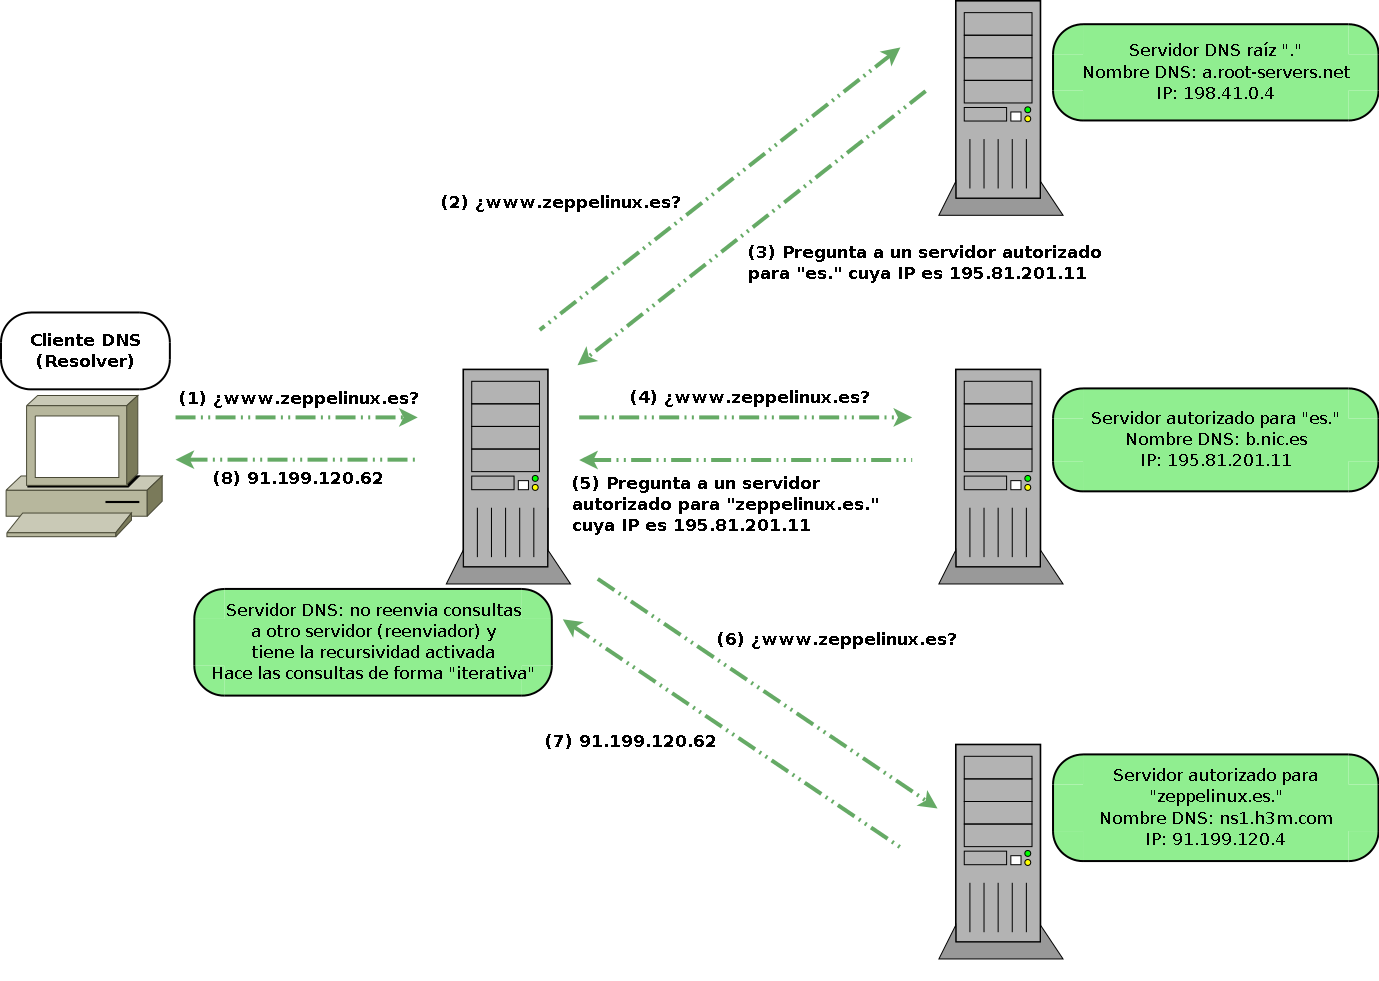 Servidor DNS raíz "."
Nombre DNS: a.root-servers.net
IP: 198.41.0.4
(2) ¿www.zeppelinux.es?
(3) Pregunta a un servidor autorizado
para "es." cuya IP es 195.81.201.11
Cliente DNS
(Resolver)
(1) ¿www.zeppelinux.es?
(8) 91.199.120.62
(4) ¿www.zeppelinux.es?
(5) Pregunta a un servidor
autorizado para "zeppelinux.es."
cuya IP es 195.81.201.11
Servidor autorizado para "es."
Nombre DNS: b.nic.es
IP: 195.81.201.11
Servidor DNS: no reenvia consultas
a otro servidor (reenviador) y
tiene la recursividad activada
Hace las consultas de forma "iterativa"
(6) ¿www.zeppelinux.es?
(7) 91.199.120.62
Servidor autorizado para
"zeppelinux.es."
Nombre DNS: ns1.h3m.com
IP: 91.199.120.4